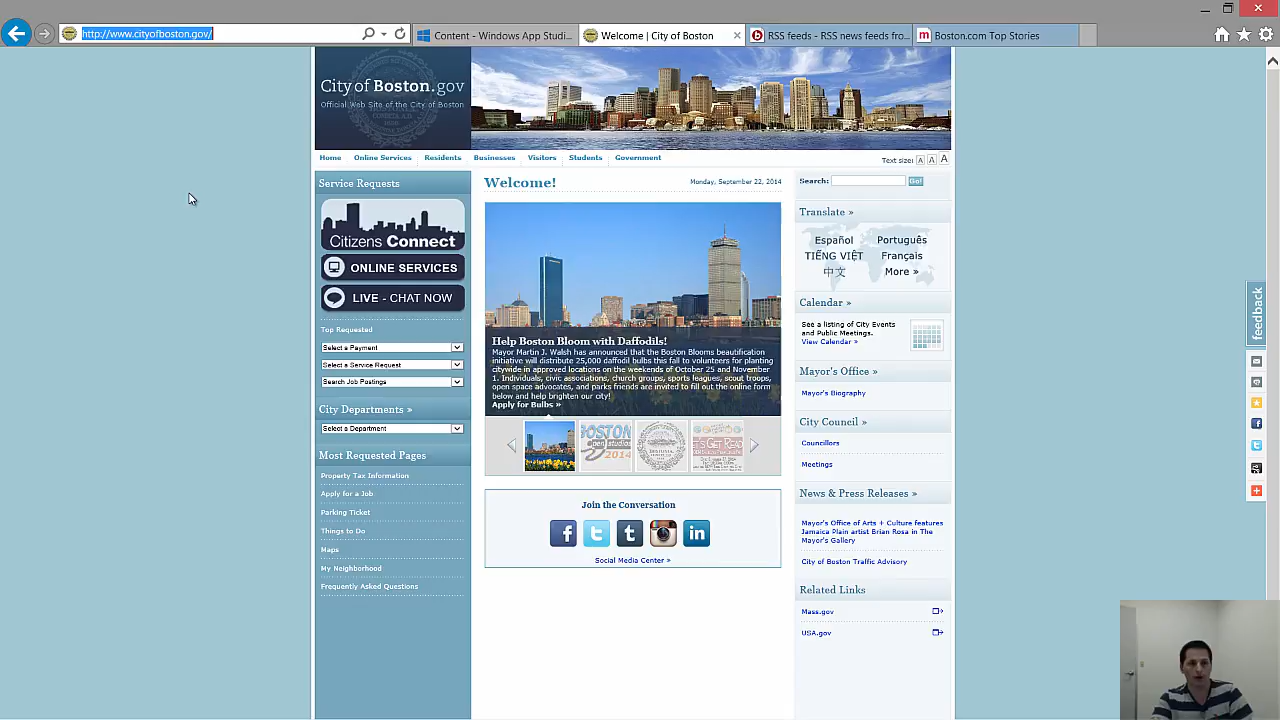 http://www.cityofboston.gov/
Content - Windows App Studi...
Welcome | City of Boston
RSS feeds - RSS news feeds fro...
Boston.com Top Stories
City of Boston.gov
Official Web Site of the City of Boston
Home
Online Services
Residents
Businesses
Visitors
Students
Government
Text size: A A A
Service Requests
Citizens Connect
ONLINE SERVICES
LIVE - CHAT NOW
Top Requested
Select a Payment
Select a Service Request
Search Job Postings
City Departments »
Select a Department
Most Requested Pages
Property Tax Information
Apply for a Job
Parking Ticket
Things to Do
Maps
My Neighborhood
Frequently Asked Questions
Welcome!
Monday, September 22, 2014
Help Boston Bloom with Daffodils!
Mayor Martin J. Walsh has announced that the Boston Blooms beautification
initiative will distribute 25,000 daffodil bulbs this fall to volunteers for planting
citywide in approved locations on the weekends of October 25 and November
1. Individuals, civic associations, church groups, sports leagues, scout troops,
open space advocates, and parks friends are invited to fill out the online form
below and help brighten our city!
Apply for Bulbs »
BOSTON
Open studios
2014
Join the Conversation
Social Media Center »
Search:
Go!
Translate »
Español
Português
TIẾNG VIỆT
Français
中文
More »
Calendar »
See a listing of City Events
and Public Meetings.
View Calendar »
Mayor's Office »
Mayor's Biography
City Council »
Councillors
Meetings
News & Press Releases »
Mayor's Office of Arts + Culture features
Jamaica Plain artist Brian Rosa in The
Mayor's Gallery
City of Boston Traffic Advisory
Related Links
Mass.gov
USA.gov
feedback